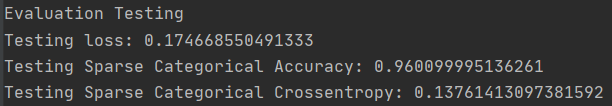 Evaluation Testing
Testing loss: 0.174668550491333
Testing Sparse Categorical Accuracy: 0.960099995136261
Testing Sparse Categorical Crossentropy: 0.13761413097381592